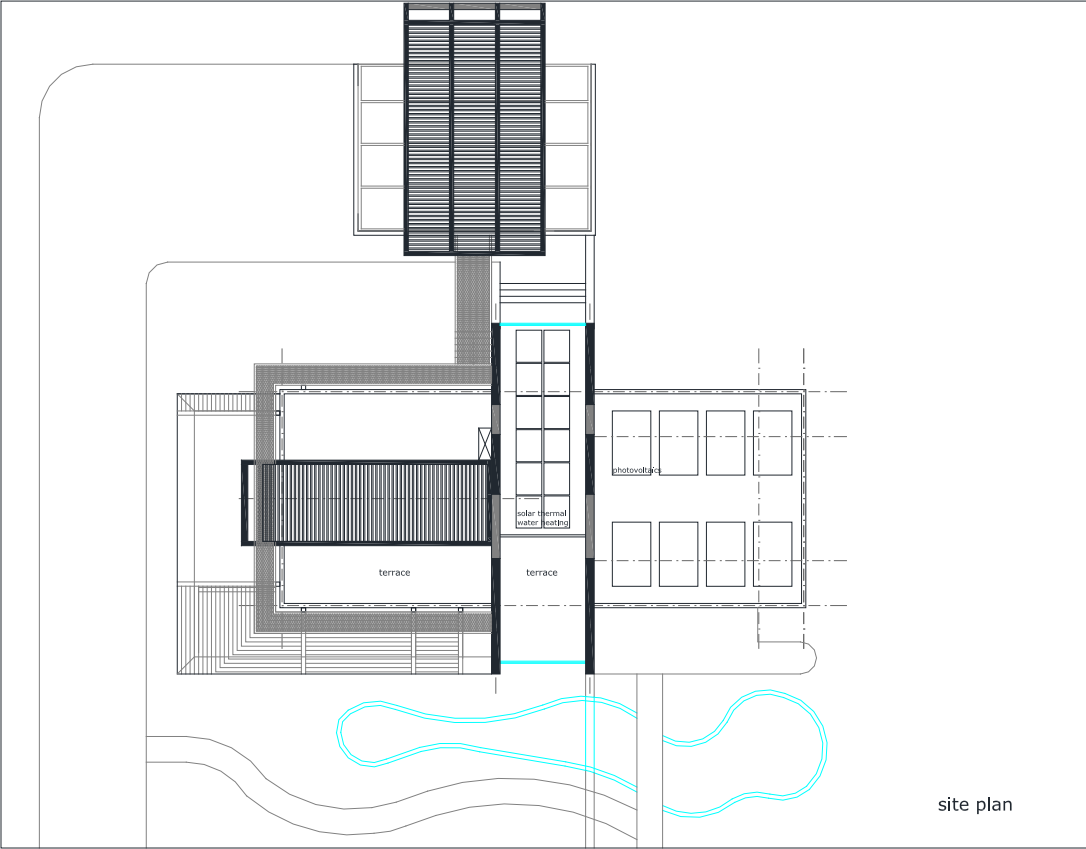 photovoltaics
solar thermal
water heating
terrace
terrace
site plan